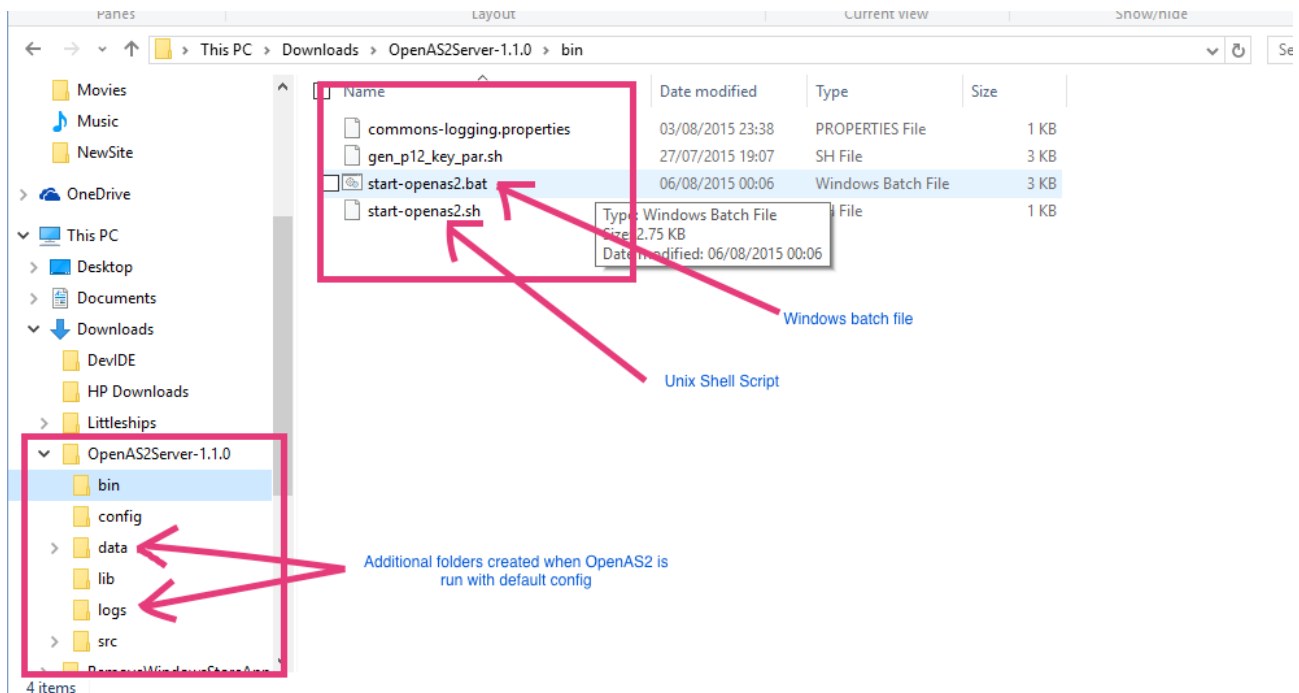 Panes Layout Current view Show/hide
This PC > Downloads > OpenAS2Server-1.1.0 > bin
Movies
Music
NewSite
OneDrive
This PC
Desktop
Documents
Downloads
DevIDE
HP Downloads
Littleships
OpenAS2Server-1.1.0
bin
config
data
lib
logs
src
4 items
Name Date modified Type Size
commons-logging.properties 03/08/2015 23:38 PROPERTIES File 1 KB
gen_p12_key_par.sh 27/07/2015 19:07 SH File 3 KB
start-openas2.bat 06/08/2015 00:06 Windows Batch File 3 KB
start-openas2.sh File 1 KB
Type: Windows Batch File
Size: 2.75 KB
Date modified: 06/08/2015 00:06
Windows batch file
Unix Shell Script
Additional folders created when OpenAS2 is
run with default config